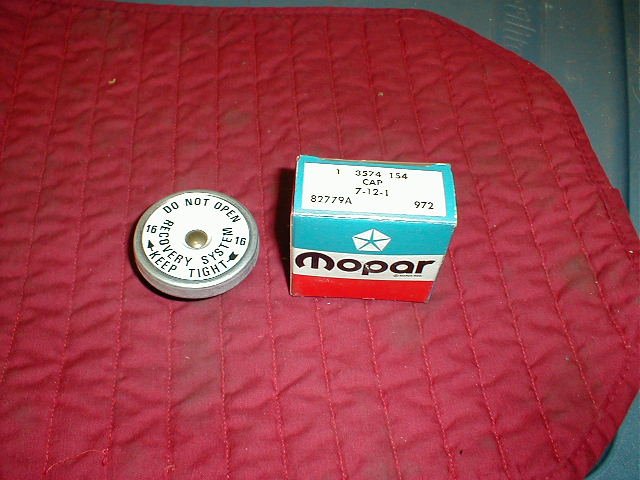 DO NOT OPEN
16 RECOVERY SYSTEM 16
KEEP TIGHT
1 3574 154
CAP
7-12-1
82779A 972
Mopar